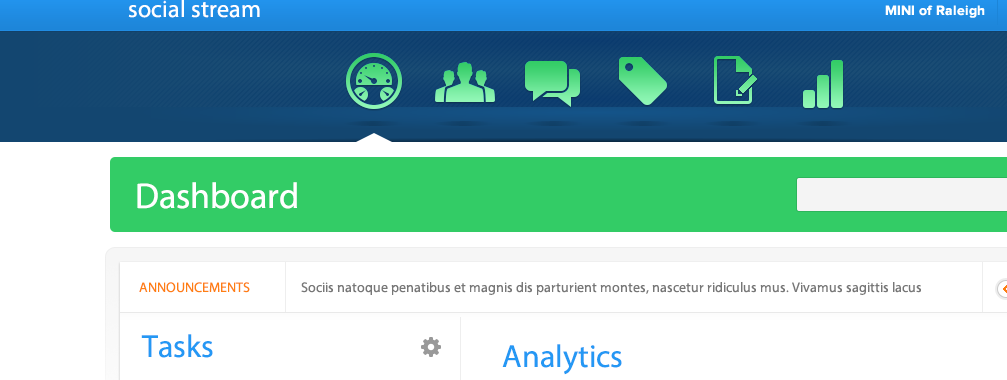 social stream
MINI of Raleigh
Dashboard
ANNOUNCEMENTS
Sociis natoque penatibus et magnis dis parturient montes, nascetur ridiculus mus. Vivamus sagittis lacus
Tasks
Analytics